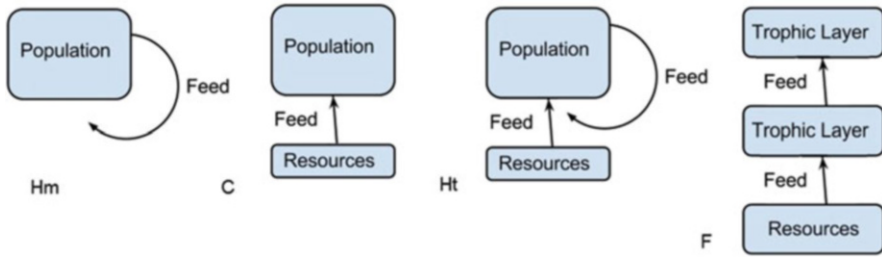 Population
Feed
Hm
Population
Feed
Resources
C
Population
Feed
Feed
Resources
Ht
Trophic Layer
Feed
Trophic Layer
Feed
Resources
F